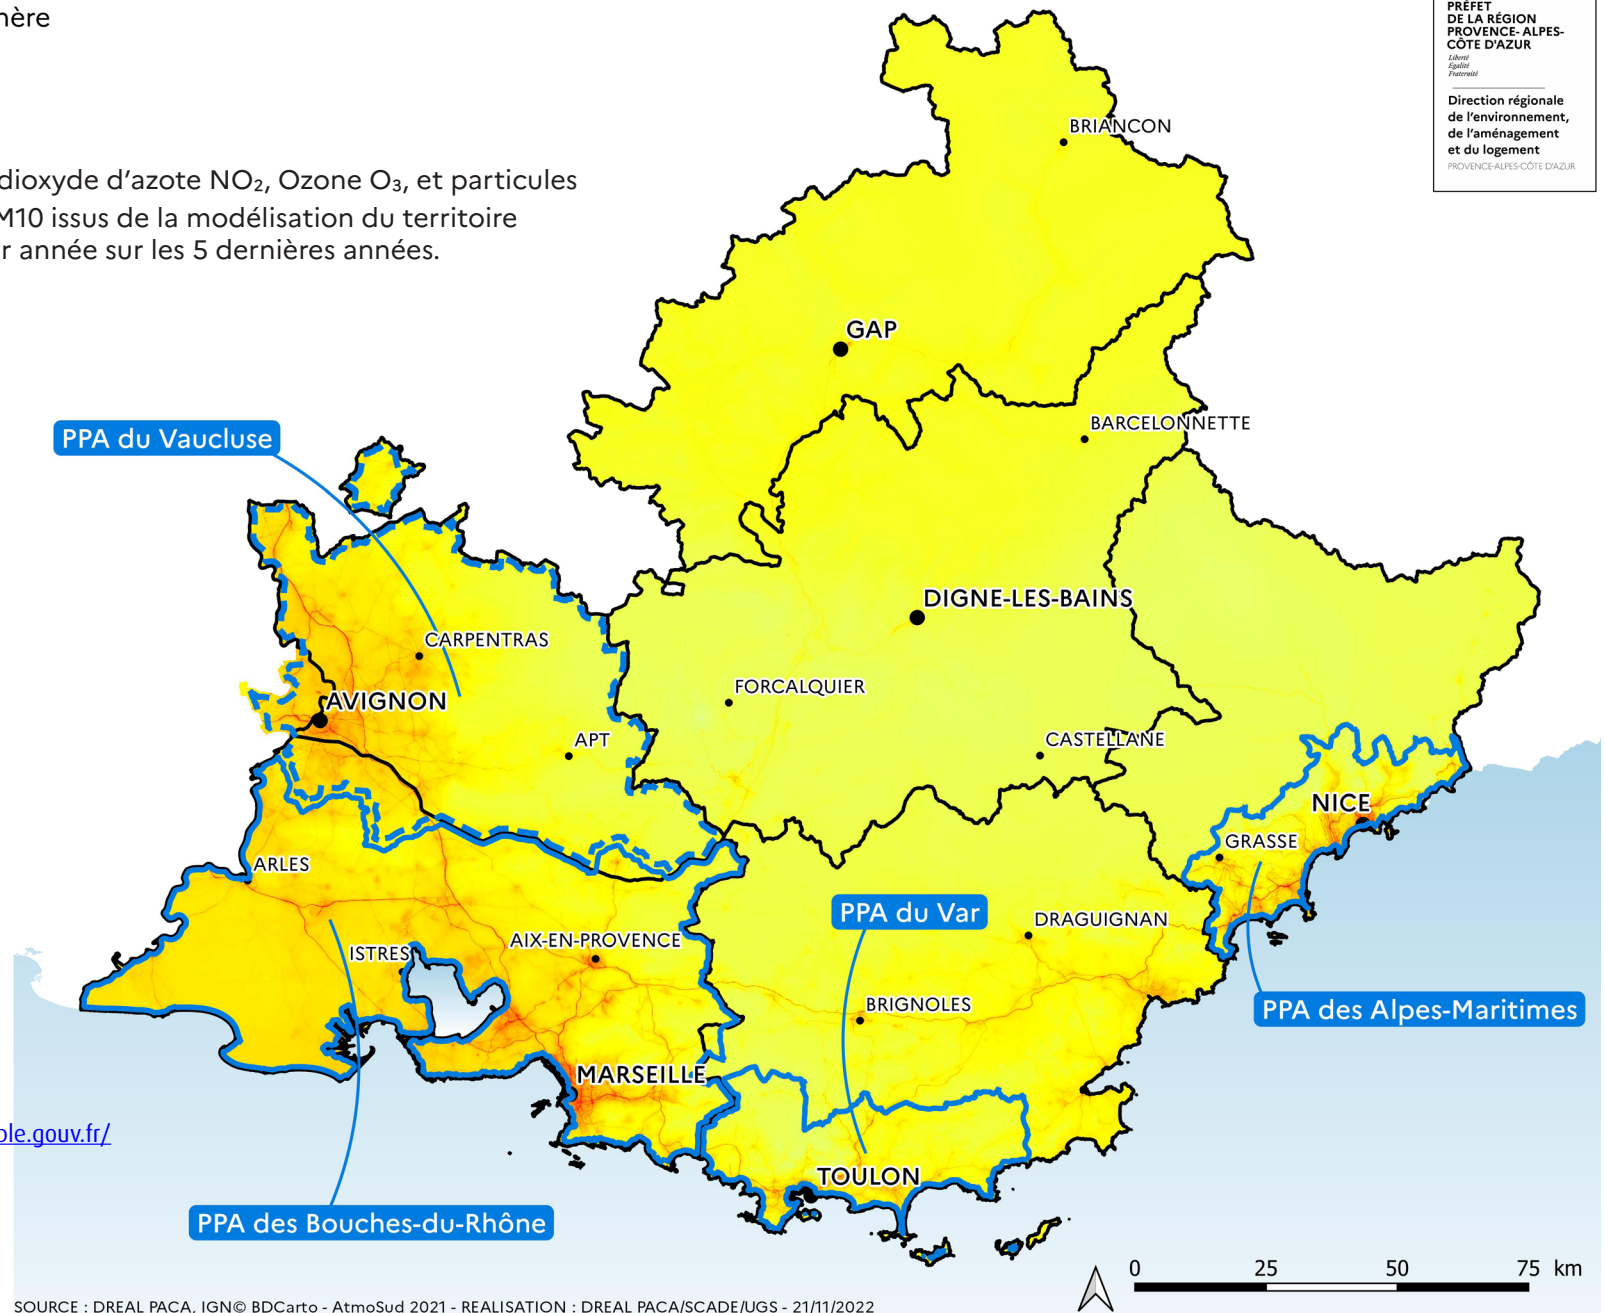 nère
PRÉFET
DE LA RÉGION
PROVENCE- ALPES-
CÔTE D'AZUR
Liberté
Égalité
Fraternité
Direction régionale
de l'environnement,
de l'aménagement
et du logement
PROVENCE-ALPES-CÔTE D'AZUR
dioxyde d'azote NO₂, Ozone O₃, et particules
M10 issus de la modélisation du territoire
r année sur les 5 dernières années.
BRIANCON
GAP
BARCELONNETTE
PPA du Vaucluse
DIGNE-LES-BAINS
CARPENTRAS
FORCALQUIER
AVIGNON
APT
CASTELLANE
NICE
GRASSE
ARLES
PPA du Var
DRAGUIGNAN
AIX-EN-PROVENCE
ISTRES
BRIGNOLES
PPA des Alpes-Maritimes
MARSEILLE
ble.gouv.fr/
TOULON
PPA des Bouches-du-Rhône
0 25 50 75 km
SOURCE : DREAL PACA, IGN© BDCarto - AtmoSud 2021 - REALISATION : DREAL PACA/SCADE/UGS - 21/11/2022